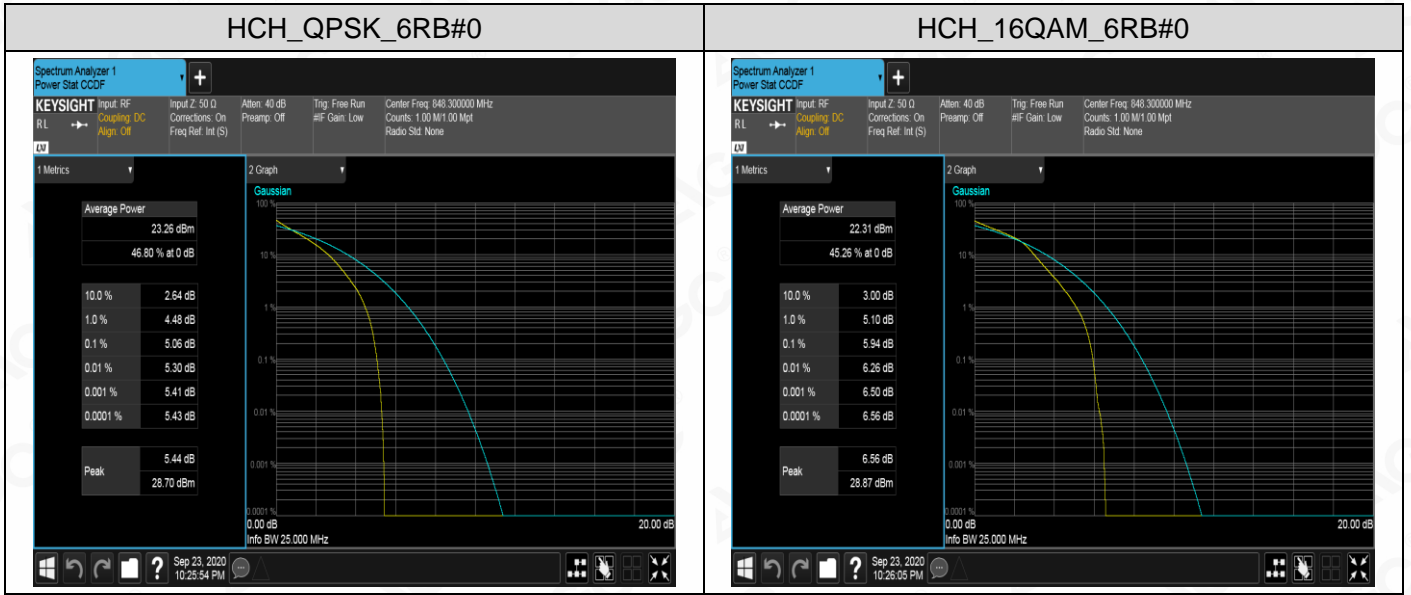 HCH_QPSK_6RB#0
Spectrum Analyzer 1
Power Stat CCDF
+
KEYSIGHT Input: RF Input Z: 50 Ω Atten: 40 dB Trig: Free Run Center Freq: 848.300000 MHz
RL Coupling: DC Corrections: On Preamp: Off #IF Gain: Low Counts: 1.00 M/1.00 Mpt
Align: Off Freq Ref: Int (S) Radio Std: None
LXI
1 Metrics
Average Power
23.26 dBm
46.80 % at 0 dB
10.0 % 2.64 dB
1.0 % 4.48 dB
0.1 % 5.06 dB
0.01 % 5.30 dB
0.001 % 5.41 dB
0.0001 % 5.43 dB
Peak 5.44 dB
28.70 dBm
2 Graph
Gaussian
100 %
10 %
1 %
0.1 %
0.01 %
0.001 %
0.0001 %
0.00 dB 20.00 dB
Info BW 25.000 MHz
? Sep 23, 2020
10:25:54 PM
HCH_16QAM_6RB#0
Spectrum Analyzer 1
Power Stat CCDF
+
KEYSIGHT Input: RF Input Z: 50 Ω Atten: 40 dB Trig: Free Run Center Freq: 848.300000 MHz
RL Coupling: DC Corrections: On Preamp: Off #IF Gain: Low Counts: 1.00 M/1.00 Mpt
Align: Off Freq Ref: Int (S) Radio Std: None
LXI
1 Metrics
Average Power
22.31 dBm
45.26 % at 0 dB
10.0 % 3.00 dB
1.0 % 5.10 dB
0.1 % 5.94 dB
0.01 % 6.26 dB
0.001 % 6.50 dB
0.0001 % 6.56 dB
Peak 6.56 dB
28.87 dBm
2 Graph
Gaussian
100 %
10 %
1 %
0.1 %
0.01 %
0.001 %
0.0001 %
0.00 dB 20.00 dB
Info BW 25.000 MHz
? Sep 23, 2020
10:26:05 PM